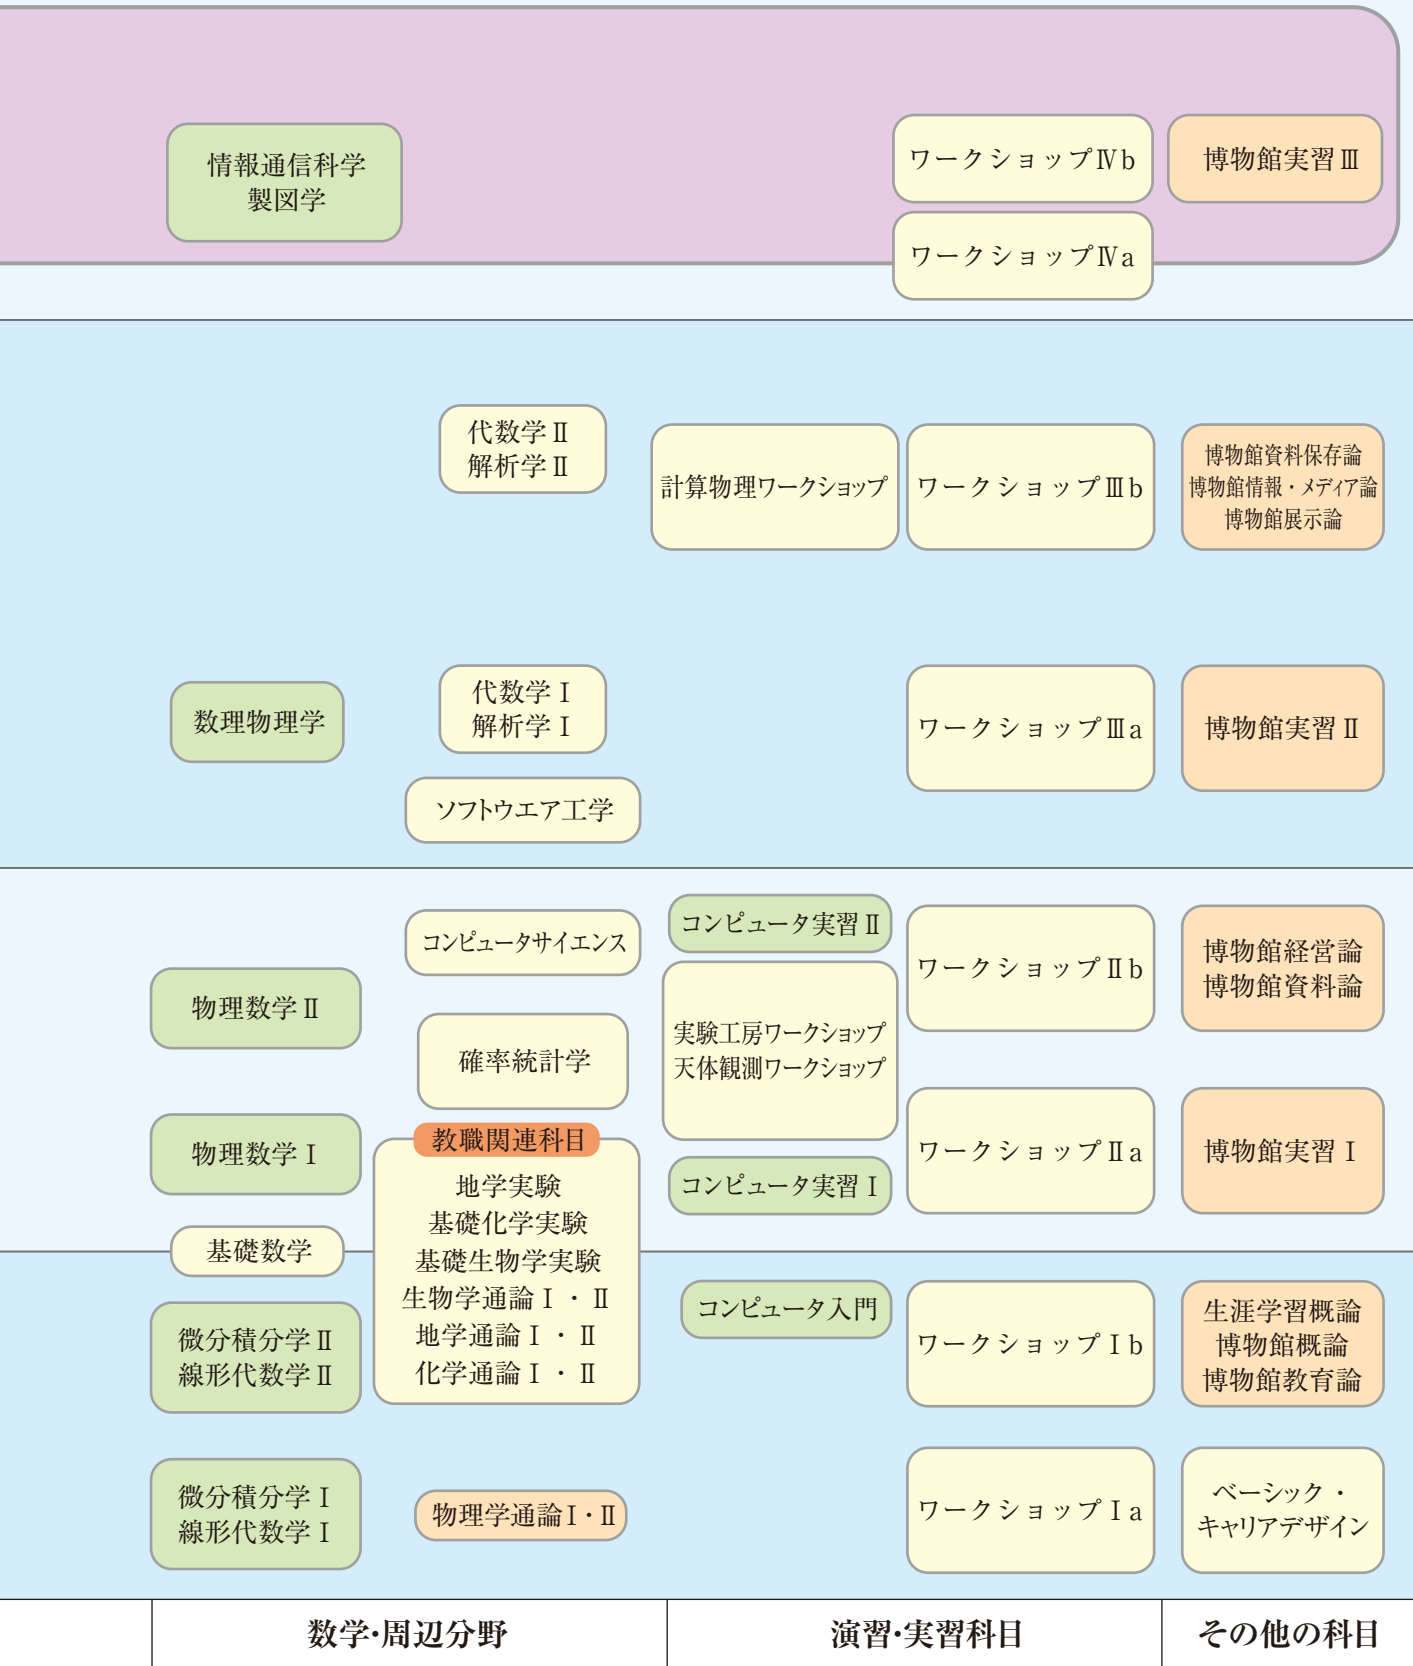 情報通信科学
製図学
ワークショップⅣb
博物館実習Ⅲ
ワークショップⅣa
代数学Ⅱ
解析学Ⅱ
計算物理ワークショップ
ワークショップⅢb
博物館資料保存論
博物館情報・メディア論
博物館展示論
数理物理学
代数学Ⅰ
解析学Ⅰ
ワークショップⅢa
博物館実習Ⅱ
ソフトウエア工学
コンピュータサイエンス
コンピュータ実習Ⅱ
ワークショップⅡb
博物館経営論
博物館資料論
物理数学Ⅱ
確率統計学
実験工房ワークショップ
天体観測ワークショップ
物理数学Ⅰ
教職関連科目
地学実験
基礎化学実験
基礎生物学実験
生物学通論Ⅰ・Ⅱ
地学通論Ⅰ・Ⅱ
化学通論Ⅰ・Ⅱ
コンピュータ実習Ⅰ
ワークショップⅡa
博物館実習Ⅰ
基礎数学
微分積分学Ⅱ
線形代数学Ⅱ
コンピュータ入門
ワークショップⅠb
生涯学習概論
博物館概論
博物館教育論
微分積分学Ⅰ
線形代数学Ⅰ
物理学通論Ⅰ・Ⅱ
ワークショップⅠa
ベーシック・
キャリアデザイン
数学・周辺分野
演習・実習科目
その他の科目